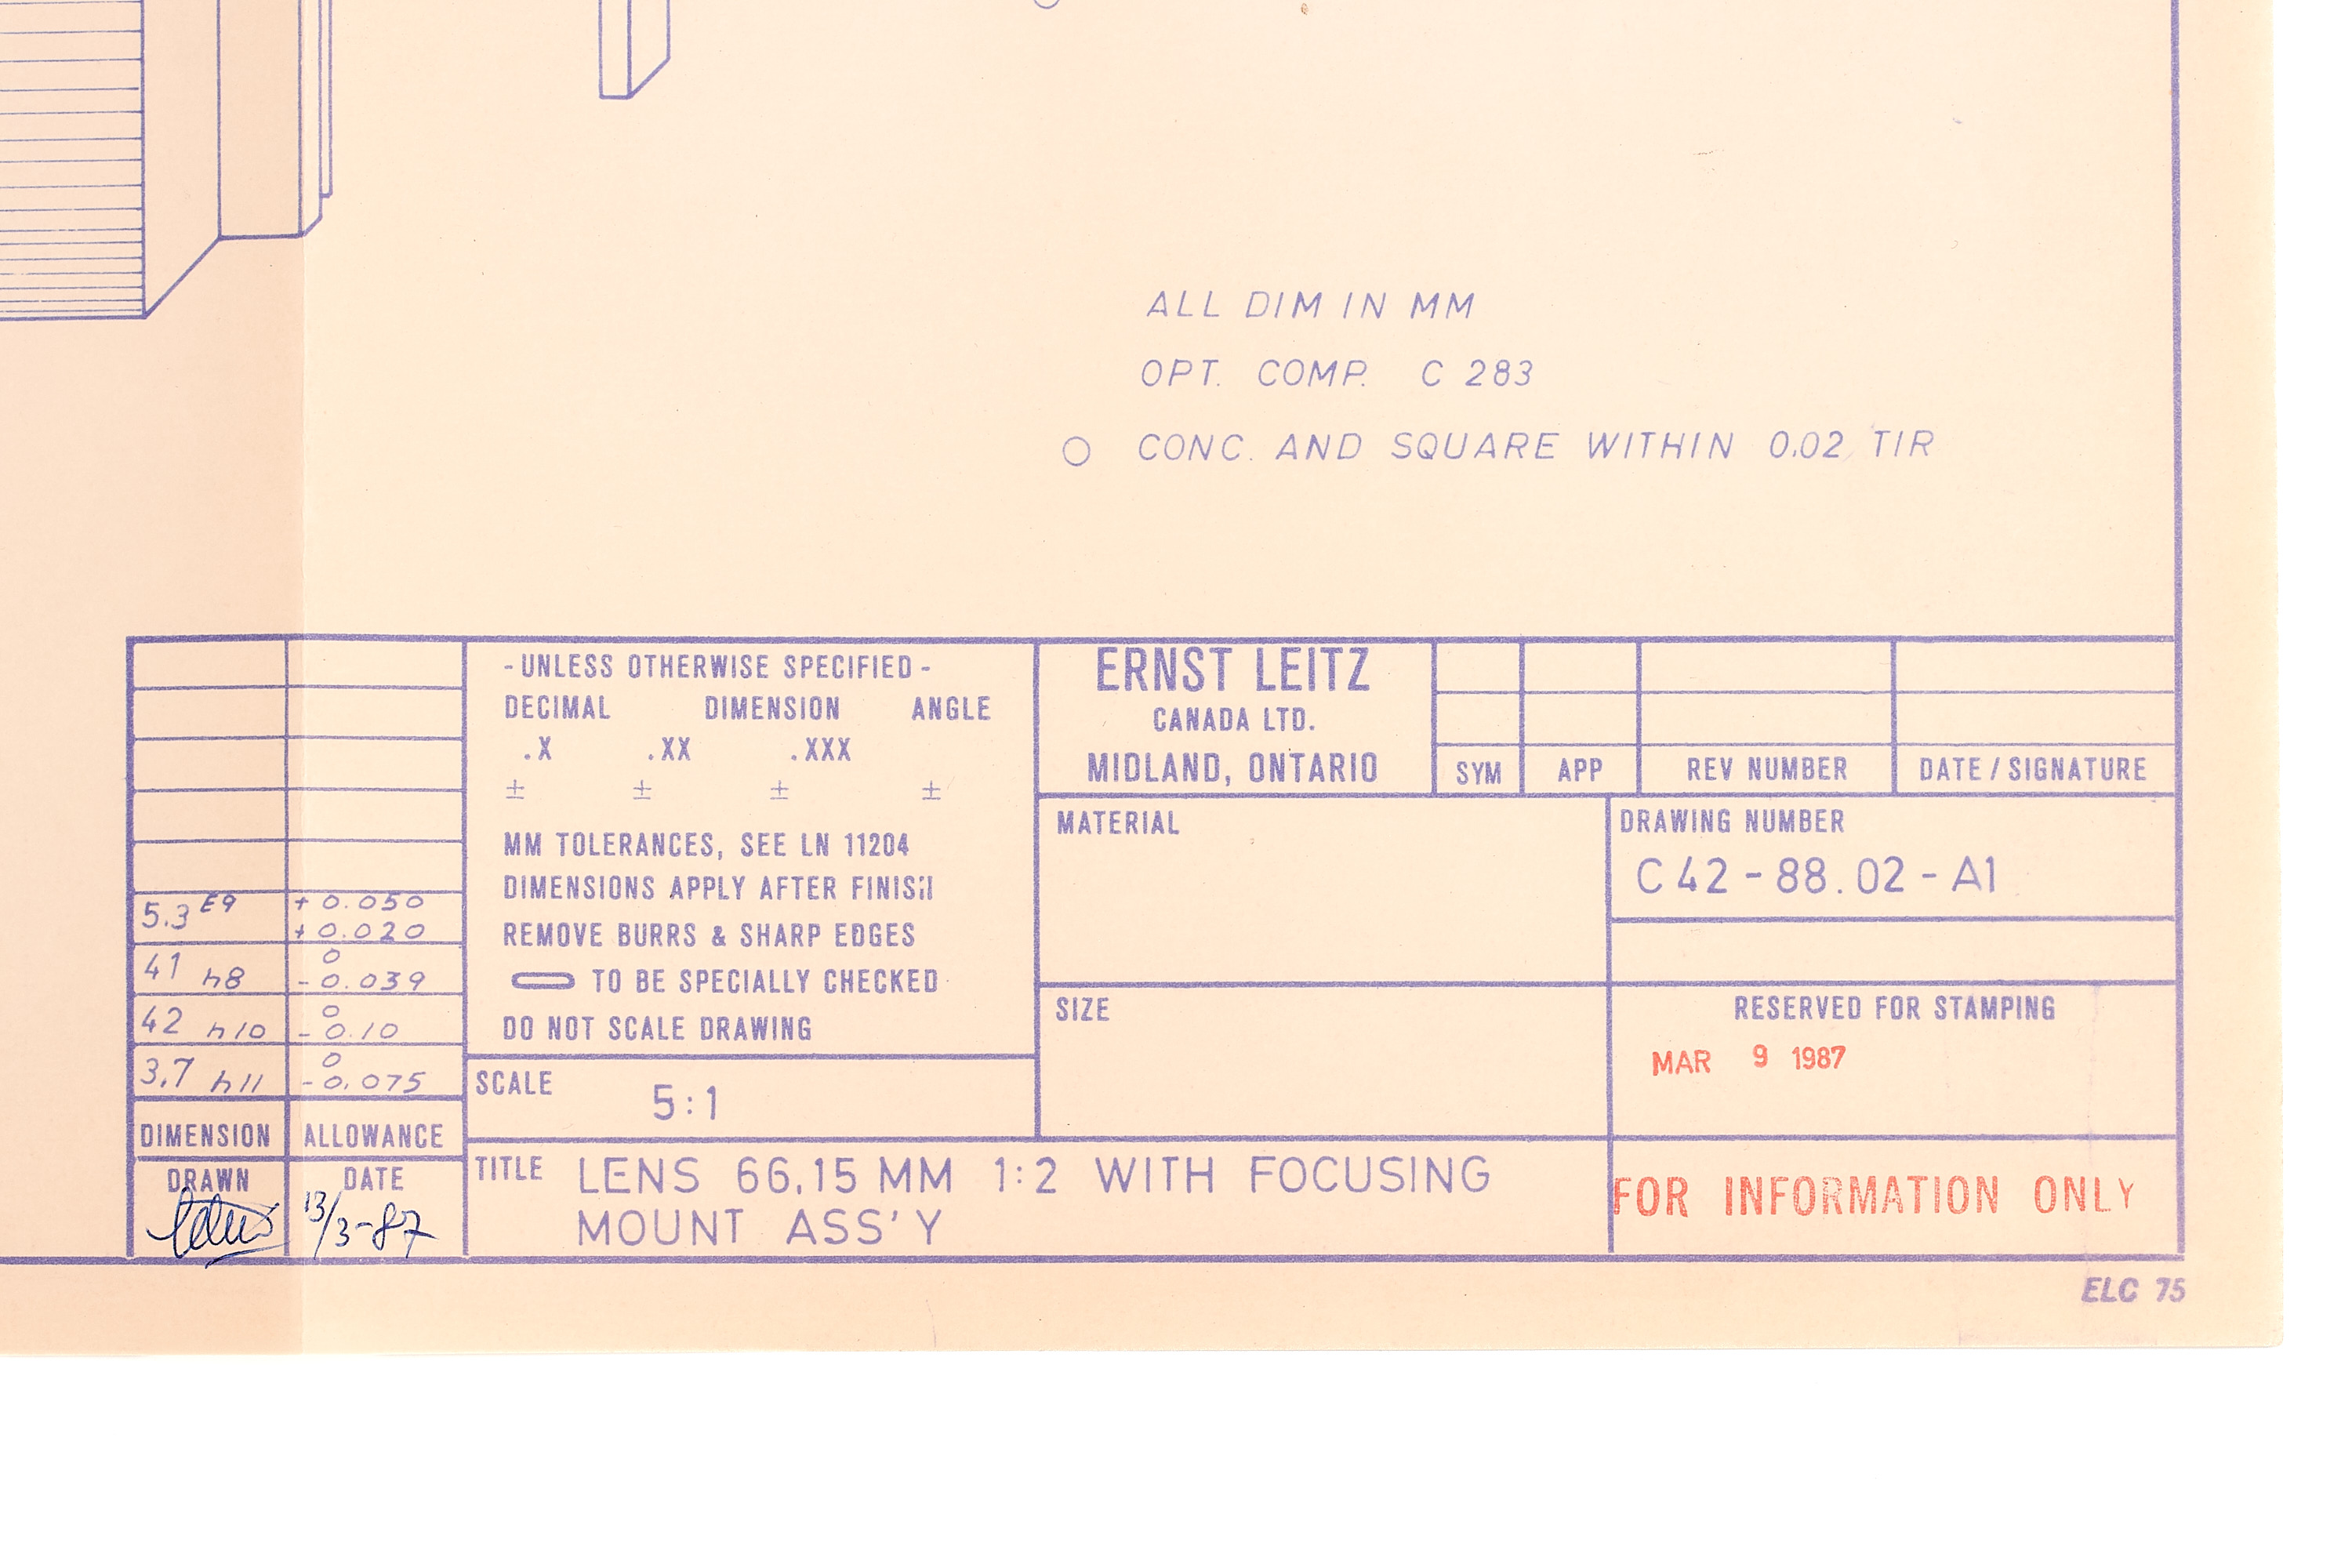 ALL DIM IN MM
OPT. COMP. C 283
○ CONC. AND SQUARE WITHIN 0.02 TIR
5.3 E9 +0.050 +0.020
41 h8 0 -0.039
42 h10 0 -0.10
3,7 h11 0 -0,075
DIMENSION ALLOWANCE
DRAWN DATE
13/3-87
-UNLESS OTHERWISE SPECIFIED-
DECIMAL DIMENSION ANGLE
.X .XX .XXX
± ± ± ±
MM TOLERANCES, SEE LN 11204
DIMENSIONS APPLY AFTER FINISH
REMOVE BURRS & SHARP EDGES
TO BE SPECIALLY CHECKED
DO NOT SCALE DRAWING
SCALE 5:1
TITLE LENS 66,15 MM 1:2 WITH FOCUSING
MOUNT ASS'Y
ERNST LEITZ
CANADA LTD.
MIDLAND, ONTARIO
SYM APP REV NUMBER DATE / SIGNATURE
MATERIAL
SIZE
DRAWING NUMBER
C 42-88.02-A1
RESERVED FOR STAMPING
MAR 9 1987
FOR INFORMATION ONLY
ELC 75